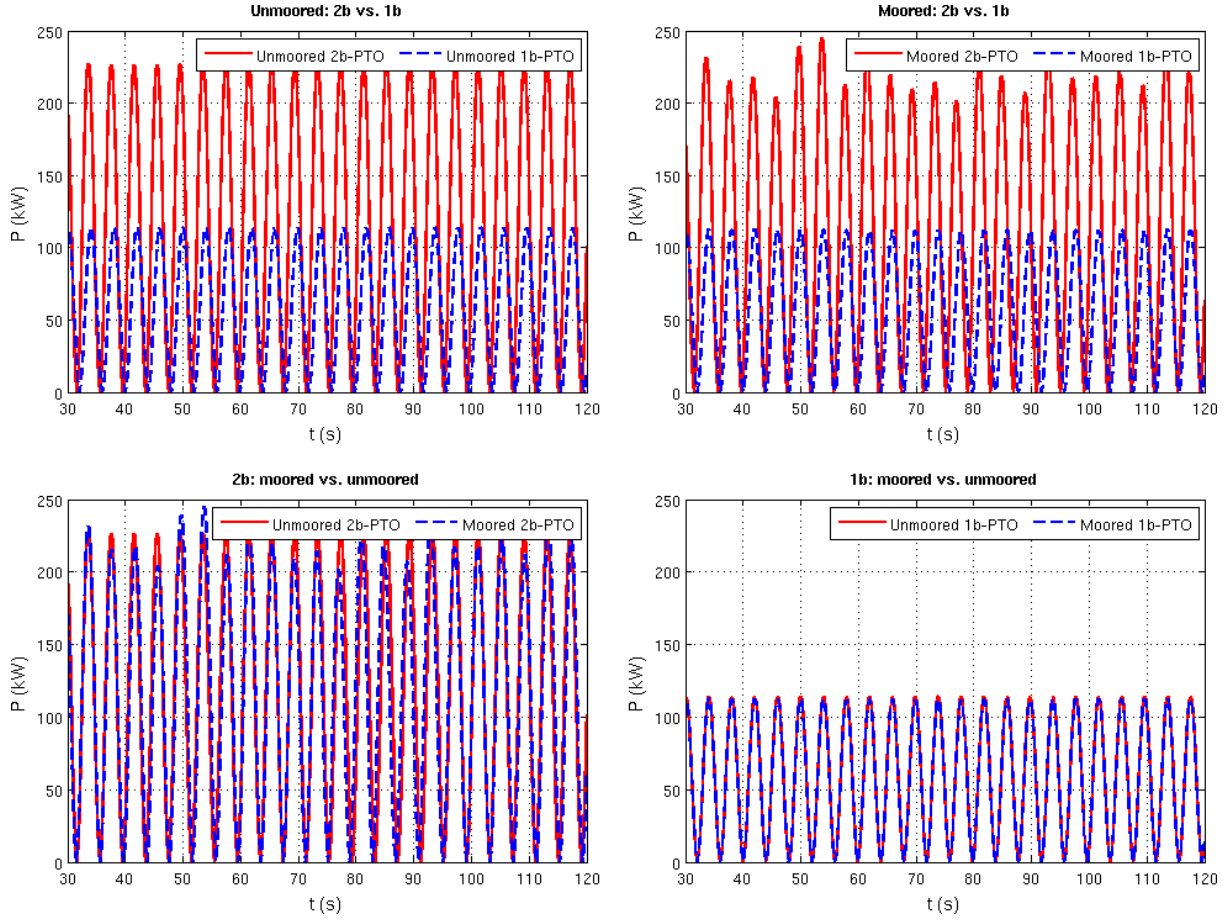 Unmoored: 2b vs. 1b
250
200
150
100
50
0
P (kW)
Unmoored 2b-PTO Unmoored 1b-PTO
30 40 50 60 70 80 90 100 110 120
t (s)
Moored: 2b vs. 1b
250
200
150
100
50
0
P (kW)
Moored 2b-PTO Moored 1b-PTO
30 40 50 60 70 80 90 100 110 120
t (s)
2b: moored vs. unmoored
250
200
150
100
50
0
P (kW)
Unmoored 2b-PTO Moored 2b-PTO
30 40 50 60 70 80 90 100 110 120
t (s)
1b: moored vs. unmoored
250
200
150
100
50
0
P (kW)
Unmoored 1b-PTO Moored 1b-PTO
30 40 50 60 70 80 90 100 110 120
t (s)